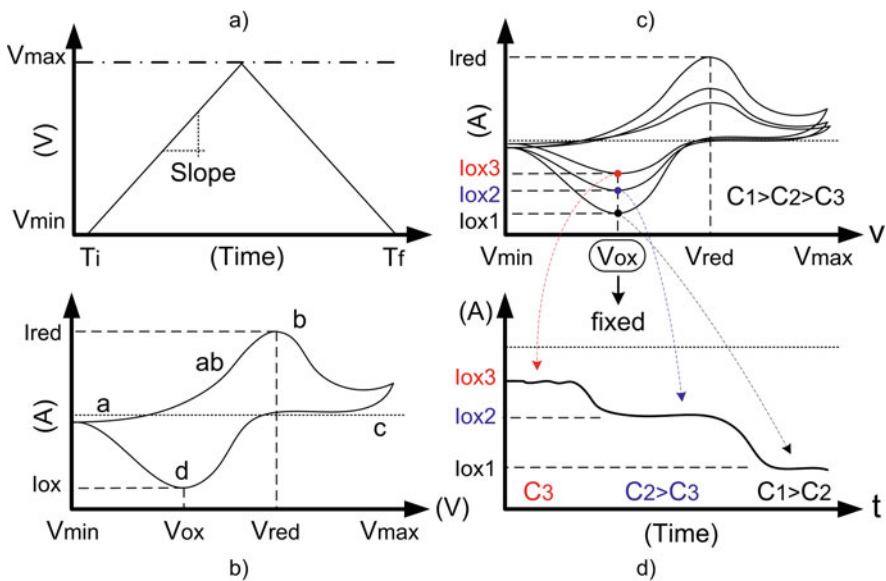 a)
Vmax
(V)
Slope
Vmin
Ti
(Time)
Tf
c)
Ired
(A)
Iox3
Iox2
Iox1
C1>C2>C3
V
Vmin
Vox
Vred
Vmax
fixed
Ired
b
ab
a
(A)
c
Iox
d
(V)
Vmin
Vox
Vred
Vmax
b)
(A)
Iox3
Iox2
Iox1
C3
C2>C3
C1>C2
t
(Time)
d)